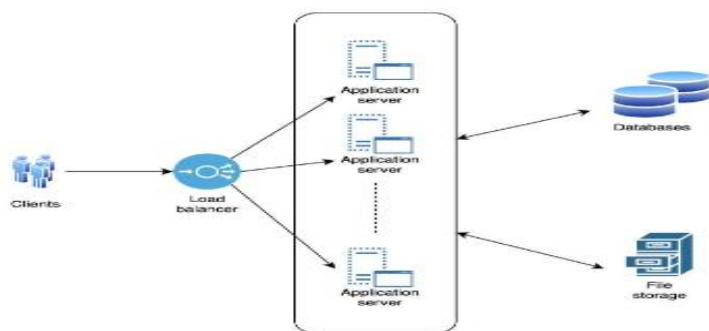 Clients
Load
balancer
Application
server
Application
server
Application
server
Databases
File
storage